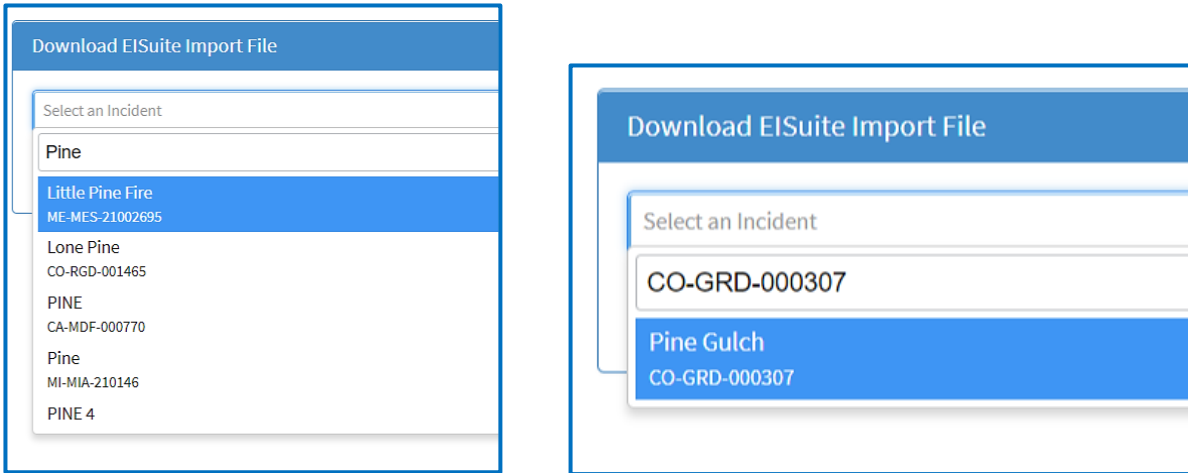 Download EISuite Import File
Select an Incident
Pine
Little Pine Fire
ME-MES-21002695
Lone Pine
CO-RGD-001465
PINE
CA-MDF-000770
Pine
MI-MIA-210146
PINE 4
Download EISuite Import File
Select an Incident
CO-GRD-000307
Pine Gulch
CO-GRD-000307